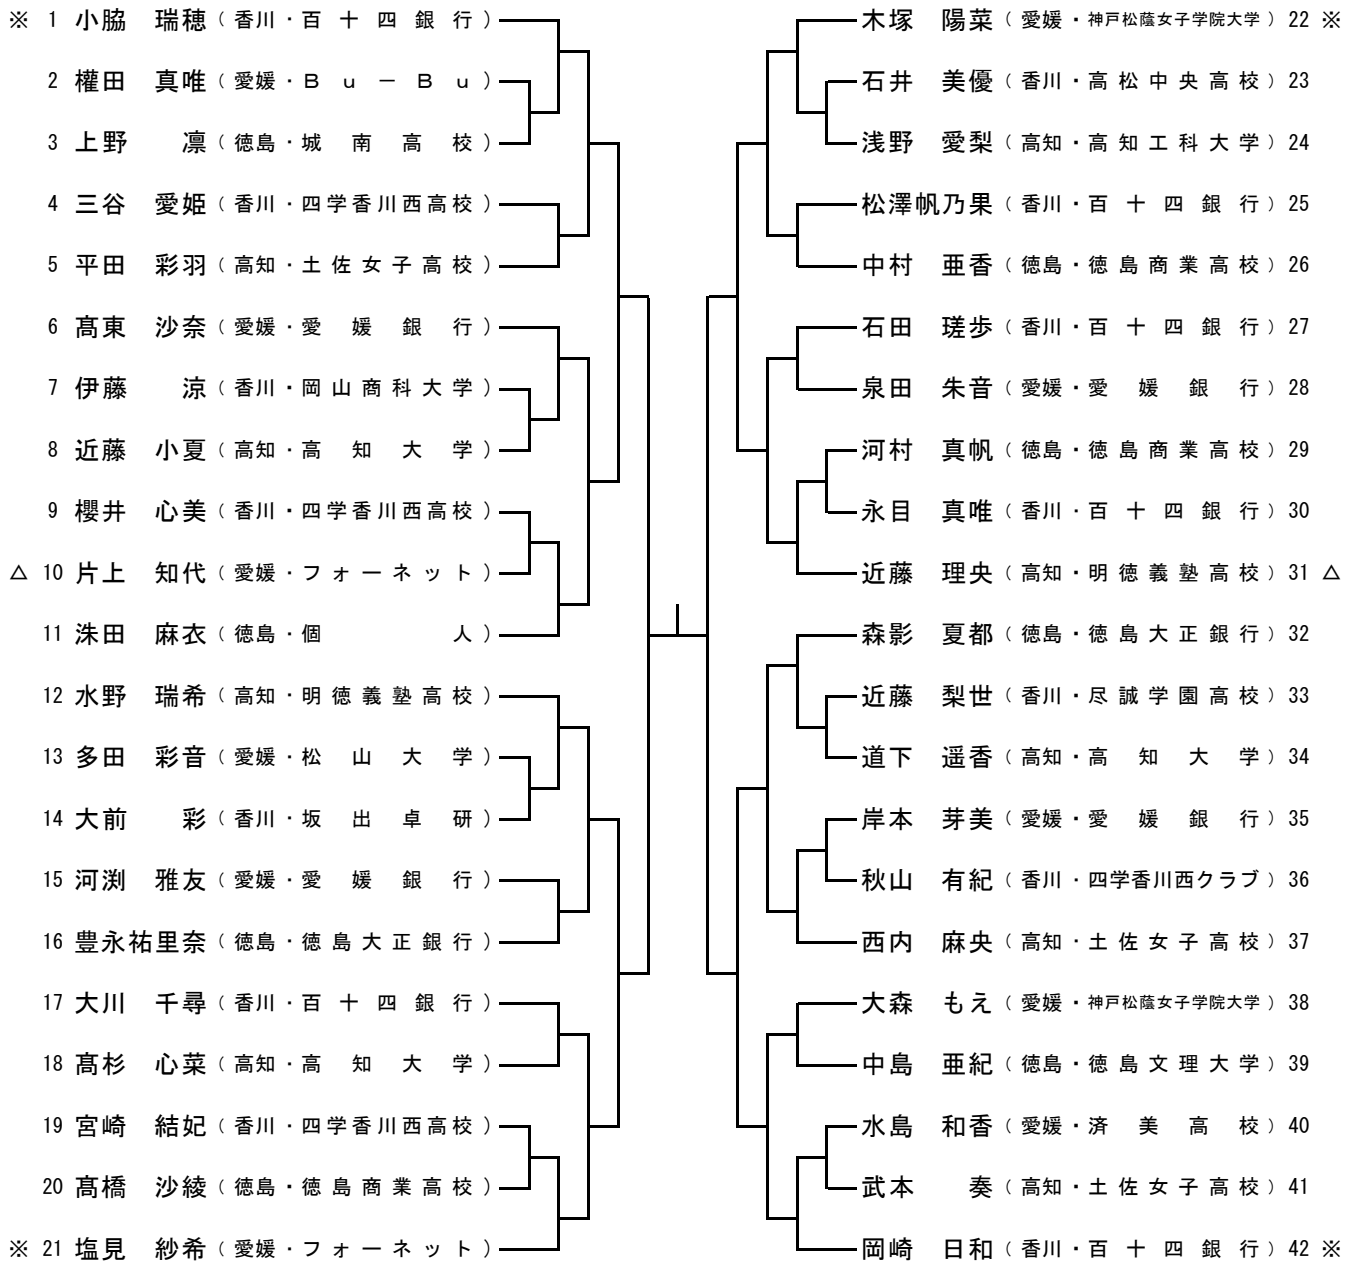 ※ 1 小脇 瑞穂 (香川・百十四銀行)
2 權田 真唯 (愛媛・Bu-Bu)
3 上野 凛 (徳島・城南高校)
4 三谷 愛姫 (香川・四学香川西高校)
5 平田 彩羽 (高知・土佐女子高校)
6 髙東 沙奈 (愛媛・愛媛銀行)
7 伊藤 涼 (香川・岡山商科大学)
8 近藤 小夏 (高知・高知大学)
9 櫻井 心美 (香川・四学香川西高校)
△ 10 片上 知代 (愛媛・フォーネット)
11 洙田 麻衣 (徳島・個人)
12 水野 瑞希 (高知・明徳義塾高校)
13 多田 彩音 (愛媛・松山大学)
14 大前 彩 (香川・坂出卓研)
15 河渕 雅友 (愛媛・愛媛銀行)
16 豊永祐里奈 (徳島・徳島大正銀行)
17 大川 千尋 (香川・百十四銀行)
18 髙杉 心菜 (高知・高知大学)
19 宮崎 結妃 (香川・四学香川西高校)
20 髙橋 沙綾 (徳島・徳島商業高校)
※ 21 塩見 紗希 (愛媛・フォーネット)
木塚 陽菜 (愛媛・神戸松蔭女子学院大学) 22 ※
石井 美優 (香川・高松中央高校) 23
浅野 愛梨 (高知・高知工科大学) 24
松澤帆乃果 (香川・百十四銀行) 25
中村 亜香 (徳島・徳島商業高校) 26
石田 瑳歩 (香川・百十四銀行) 27
泉田 朱音 (愛媛・愛媛銀行) 28
河村 真帆 (徳島・徳島商業高校) 29
永目 真唯 (香川・百十四銀行) 30
近藤 理央 (高知・明徳義塾高校) 31 △
森影 夏都 (徳島・徳島大正銀行) 32
近藤 梨世 (香川・尽誠学園高校) 33
道下 遥香 (高知・高知大学) 34
岸本 芽美 (愛媛・愛媛銀行) 35
秋山 有紀 (香川・四学香川西クラブ) 36
西内 麻央 (高知・土佐女子高校) 37
大森 もえ (愛媛・神戸松蔭女子学院大学) 38
中島 亜紀 (徳島・徳島文理大学) 39
水島 和香 (愛媛・済美高校) 40
武本 奏 (高知・土佐女子高校) 41
岡崎 日和 (香川・百十四銀行) 42 ※